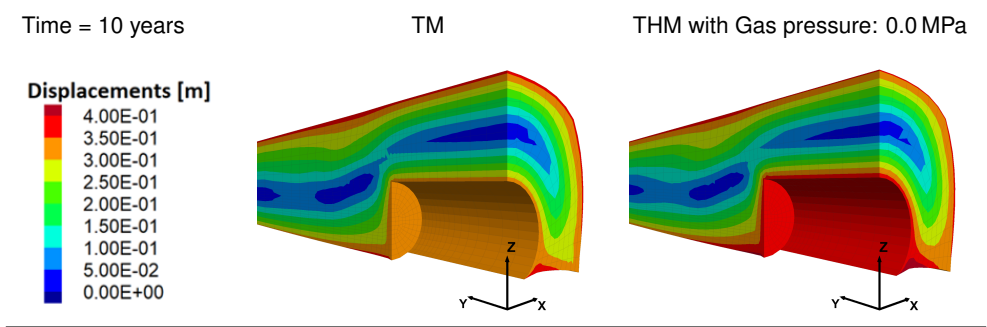 Time = 10 years
TM
THM with Gas pressure: 0.0 MPa
Displacements [m]
4.00E-01
3.50E-01
3.00E-01
2.50E-01
2.00E-01
1.50E-01
1.00E-01
5.00E-02
0.00E+00
Z
Y
X
Z
Y
X